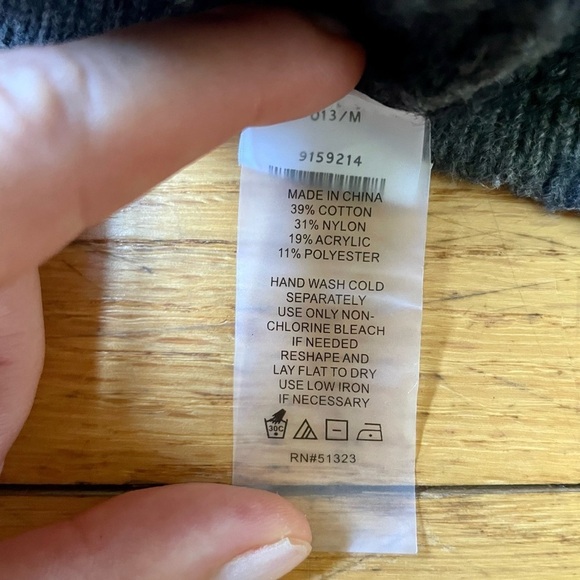 013/M
9159214
MADE IN CHINA
39% COTTON
31% NYLON
19% ACRYLIC
11% POLYESTER
HAND WASH COLD
SEPARATELY
USE ONLY NON-
CHLORINE BLEACH
IF NEEDED
RESHAPE AND
LAY FLAT TO DRY
USE LOW IRON
IF NECESSARY
30C
RN#51323